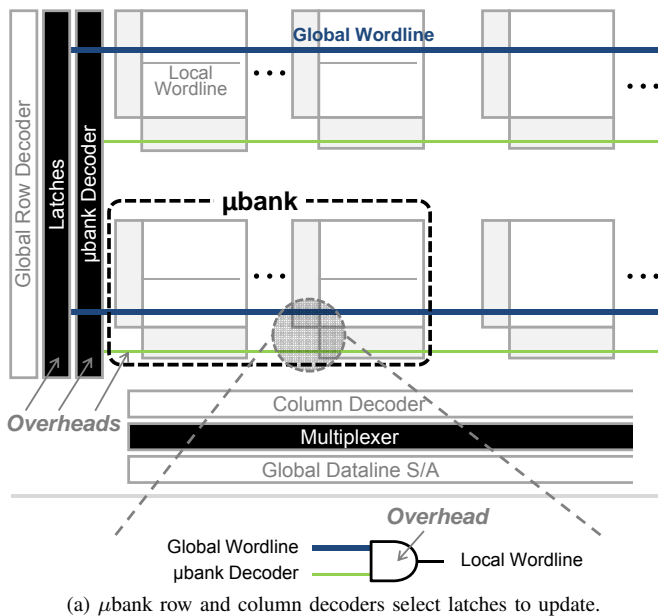 Global Wordline
Local
Wordline
Global Row Decoder
Latches
µbank Decoder
µbank
Overheads
Column Decoder
Multiplexer
Global Dataline S/A
Overhead
Global Wordline
Local Wordline
µbank Decoder
(a) µbank row and column decoders select latches to update.